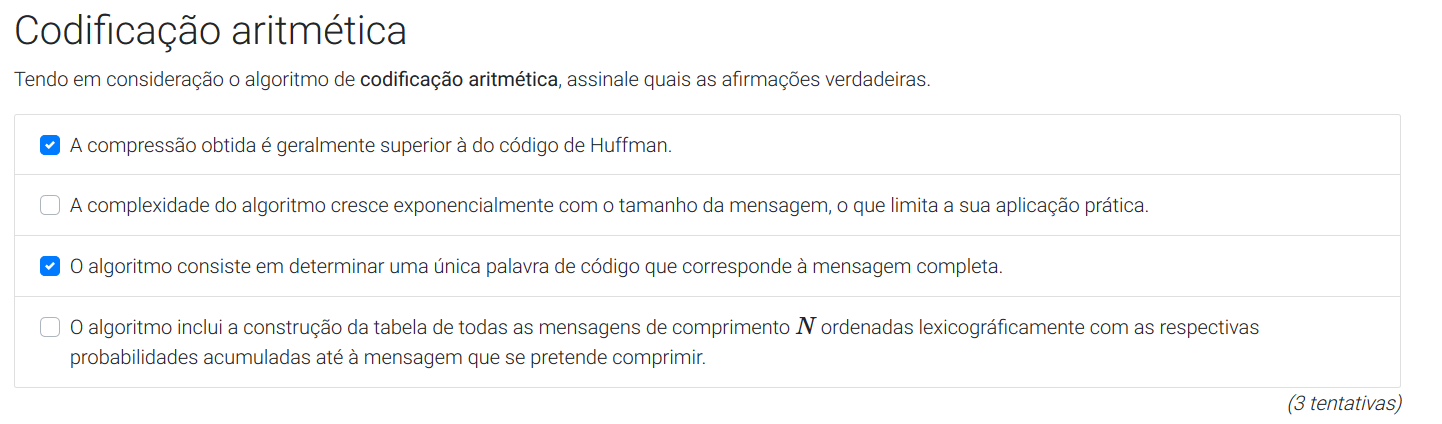 Codificação aritmética
Tendo em consideração o algoritmo de codificação aritmética, assinale quais as afirmações verdadeiras.
A compressão obtida é geralmente superior à do código de Huffman.
A complexidade do algoritmo cresce exponencialmente com o tamanho da mensagem, o que limita a sua aplicação prática.
O algoritmo consiste em determinar uma única palavra de código que corresponde à mensagem completa.
O algoritmo inclui a construção da tabela de todas as mensagens de comprimento N ordenadas lexicográficamente com as respectivas
probabilidades acumuladas até à mensagem que se pretende comprimir.
(3 tentativas)